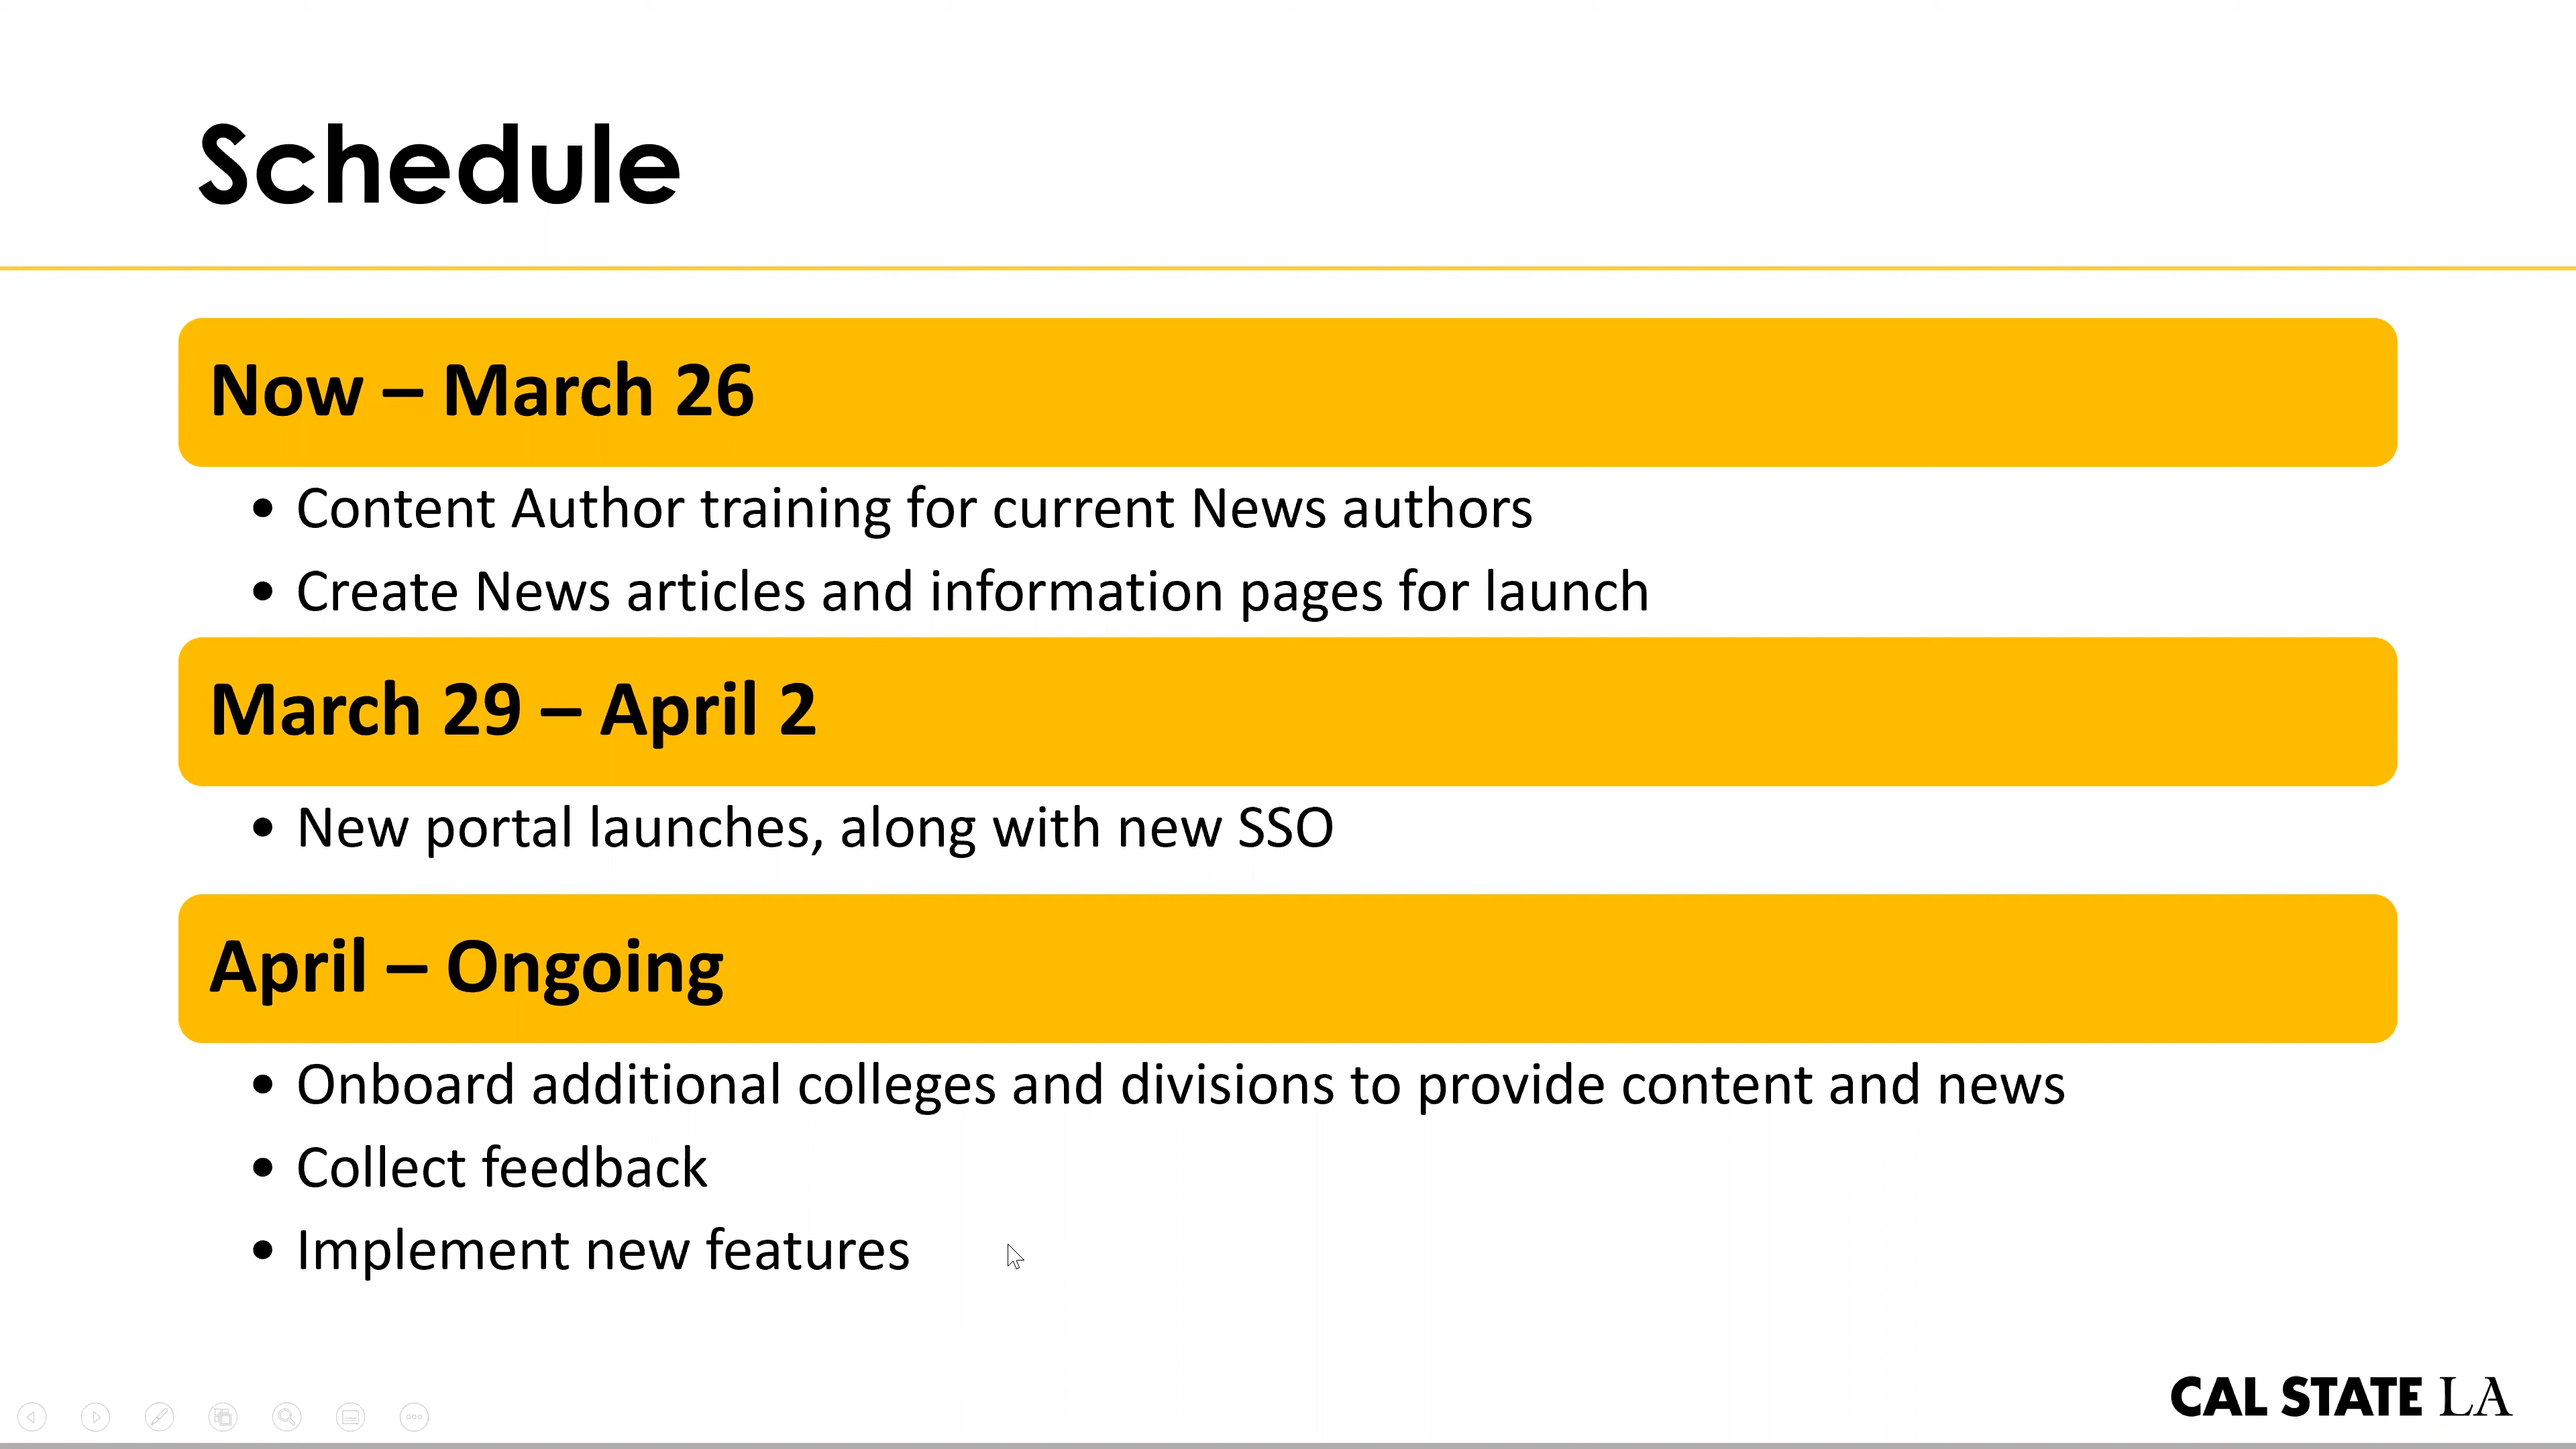 Schedule
Now – March 26
• Content Author training for current News authors
• Create News articles and information pages for launch
March 29 – April 2
• New portal launches, along with new SSO
April – Ongoing
• Onboard additional colleges and divisions to provide content and news
• Collect feedback
• Implement new features
CAL STATE LA